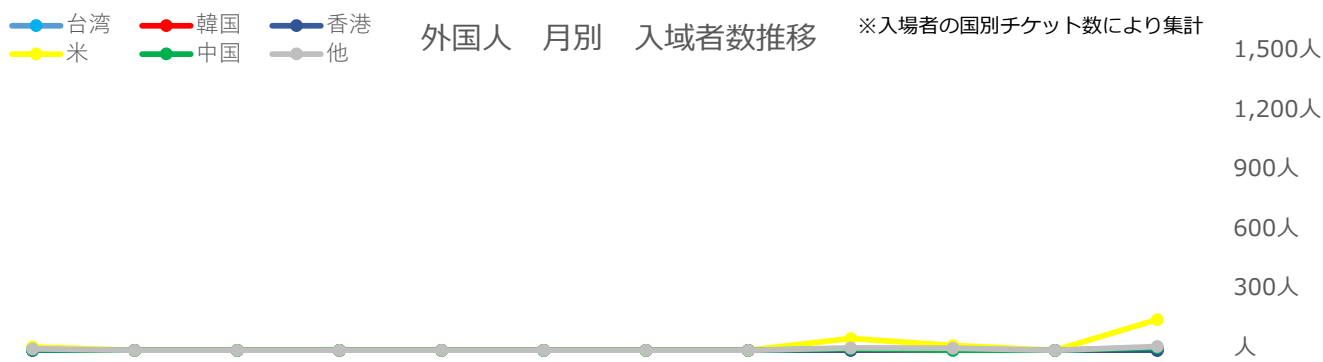 台湾 韓国 香港
米 中国 他
外国人 月別 入域者数推移
※入場者の国別チケット数により集計
1,500人
1,200人
900人
600人
300人
人